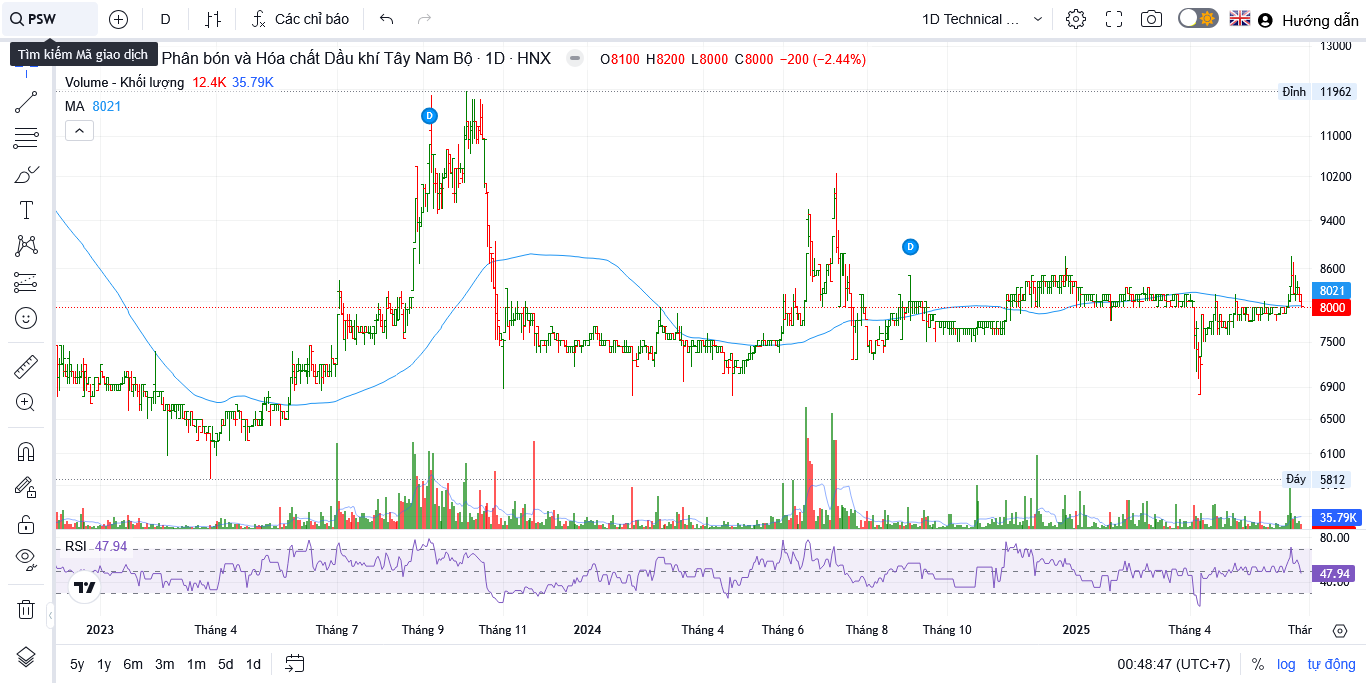 PSW
D
Các chỉ báo
1D Technical ...
Hướng dẫn
Tìm kiếm Mã giao dịch
Phân bón và Hóa chất Dầu khí Tây Nam Bộ · 1D · HNX
O8100 H8200 L8000 C8000 −200 (−2.44%)
Volume - Khối lượng 12.4K 35.79K
MA 8021
13000
Đỉnh 11962
D
11000
10200
9400
D
8600
8021
8000
7500
6900
6500
6100
Đáy 5812
35.79K
RSI 47.94
80.00
47.94
40.00
2023 Tháng 4 Tháng 7 Tháng 9 Tháng 11 2024 Tháng 4 Tháng 6 Tháng 8 Tháng 10 2025 Tháng 4 Thár
5y 1y 6m 3m 1m 5d 1d
00:48:47 (UTC+7) % log tự động